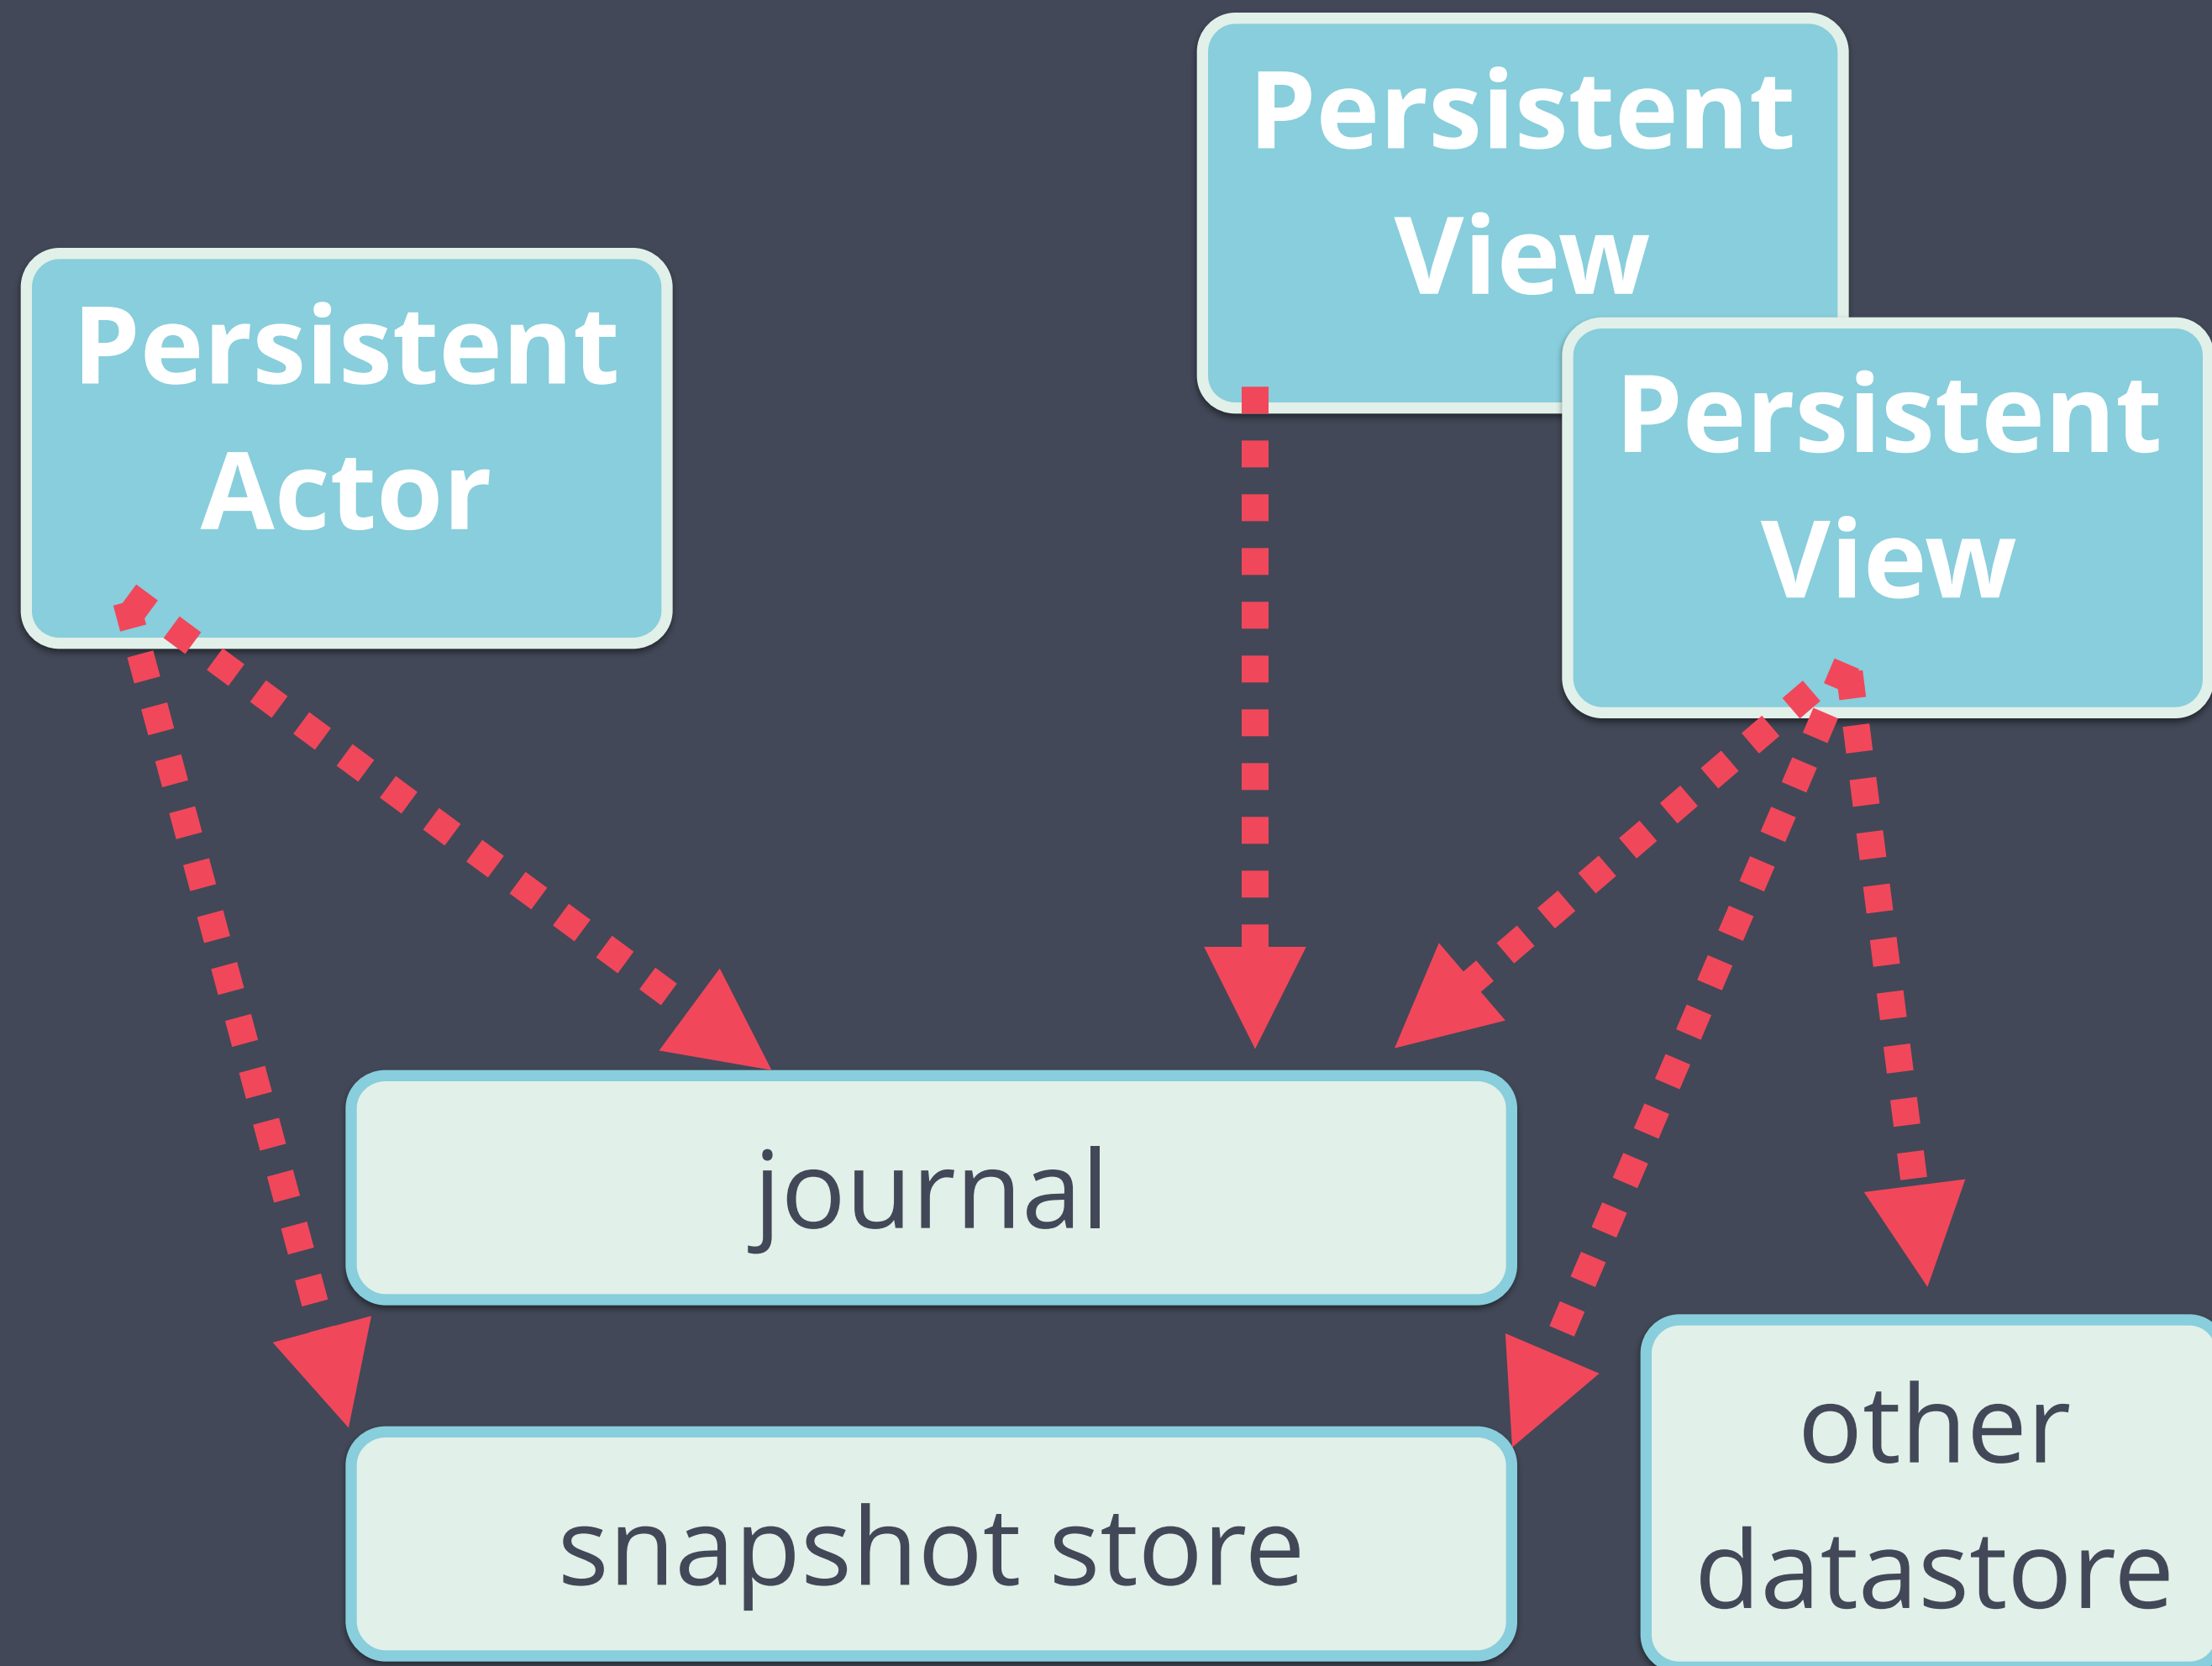 Persistent
View
Persistent
Actor
Persistent
View
journal
snapshot store
other
datastore